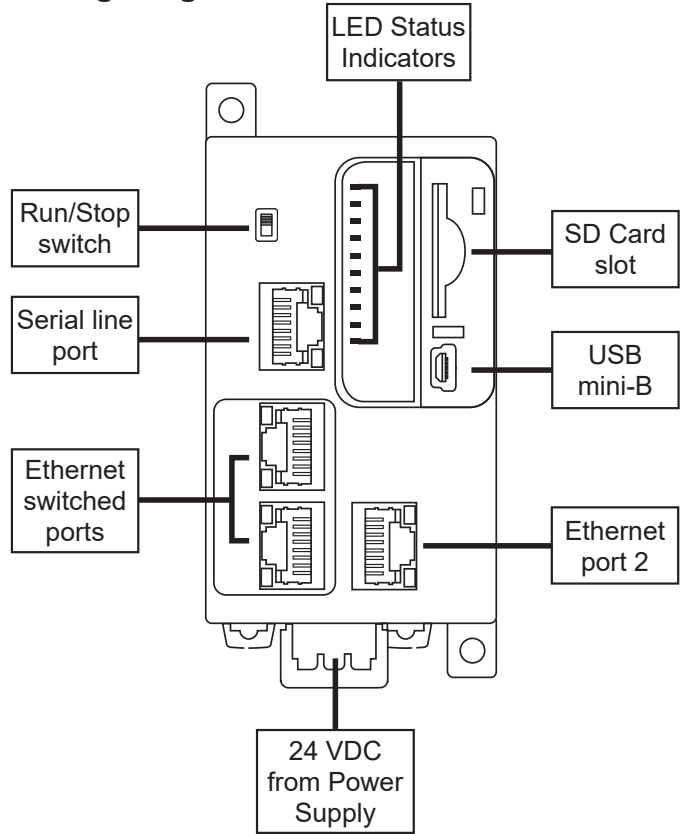 LED Status
Indicators
Run/Stop
switch
SD Card
slot
Serial line
port
USB
mini-B
Ethernet
switched
ports
Ethernet
port 2
24 VDC
from Power
Supply